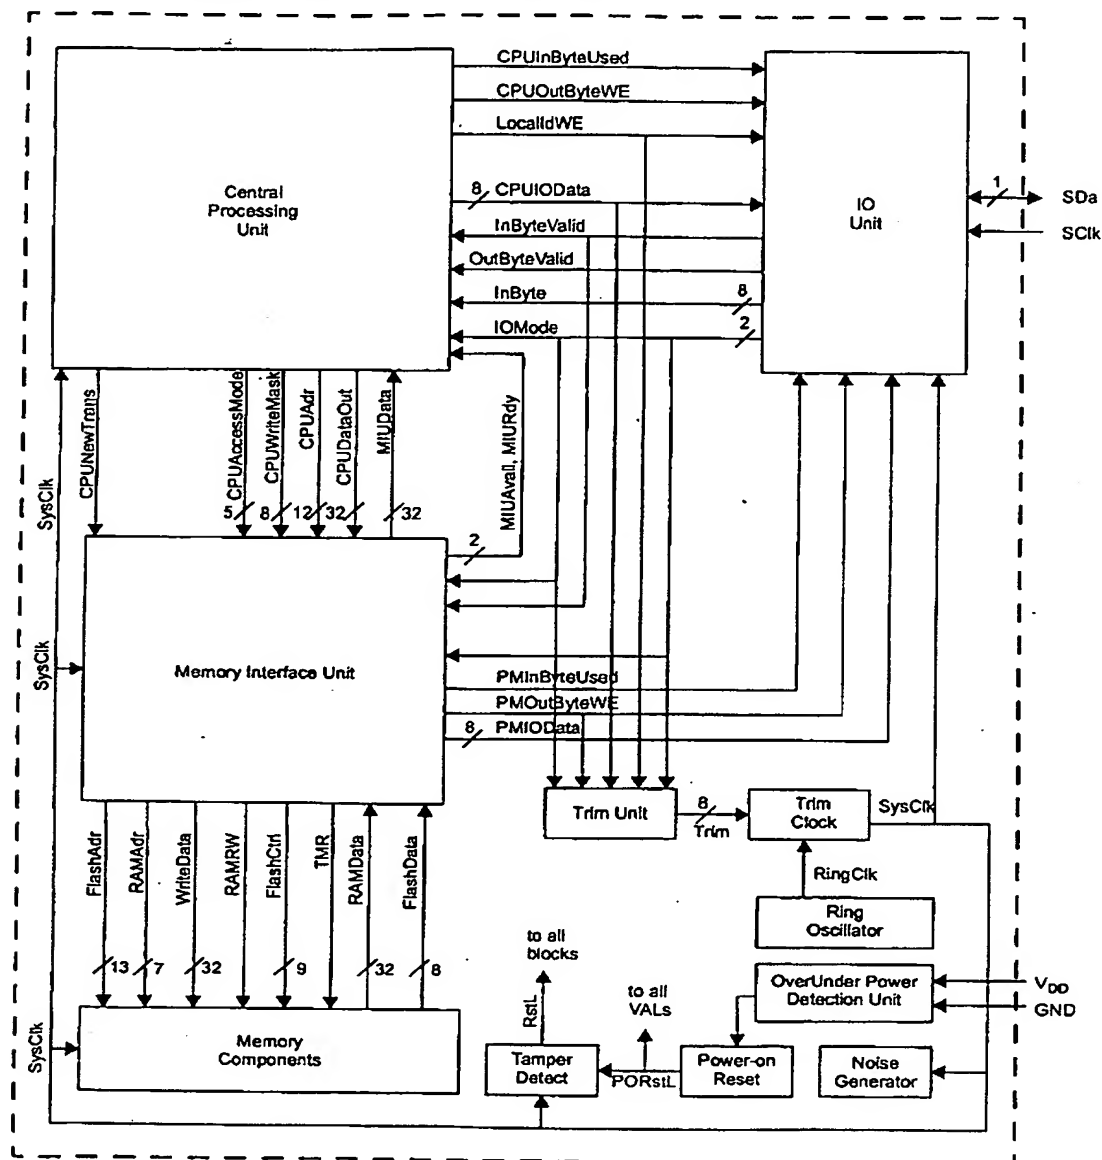 CPUInByteUsed
CPUOutByteWE
LocalIdWE
8 CPUIOData
InByteValid
OutByteValid
InByte 8
IOMode 2
Central
Processing
Unit
IO
Unit
1
SDa
SClk
SysClk
CPUNewTrans
CPUAccessMode
CPUWriteMask
CPUAdr
CPUDataOut
MIUData
MIUAvail, MIURdy
5 8 12 32 32
2
SysClk
Memory Interface Unit
PMInByteUsed
PMOutByteWE
8 PMIOData
FlashAdr
RAMAdr
WriteData
RAMRW
FlashCtrl
TMR
RAMData
FlashData
13 7 32 9 32 8
Trim Unit
8
Trim
Trim
Clock
SysClk
RingClk
Ring
Oscillator
to all
blocks
to all
VALs
OverUnder Power
Detection Unit
VDD
GND
SysClk
Memory
Components
RstL
Tamper
Detect
PORstL
Power-on
Reset
Noise
Generator